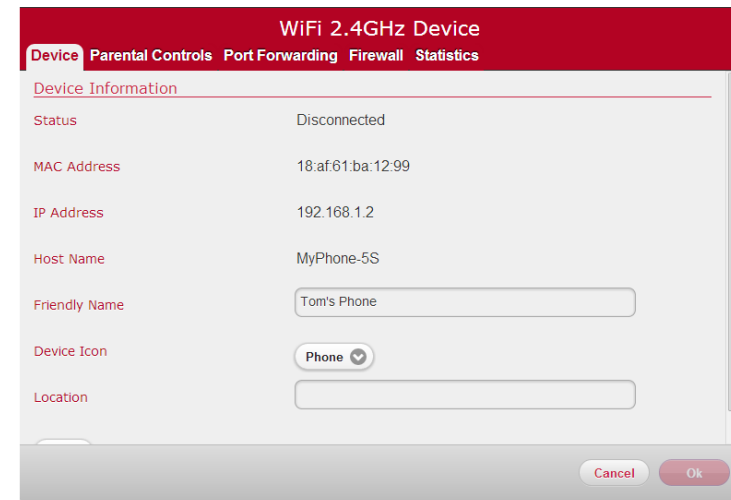 WiFi 2.4GHz Device
Device Parental Controls Port Forwarding Firewall Statistics
Device Information
Status Disconnected
MAC Address 18:af:61:ba:12:99
IP Address 192.168.1.2
Host Name MyPhone-5S
Friendly Name Tom's Phone
Device Icon Phone
Location
Cancel Ok